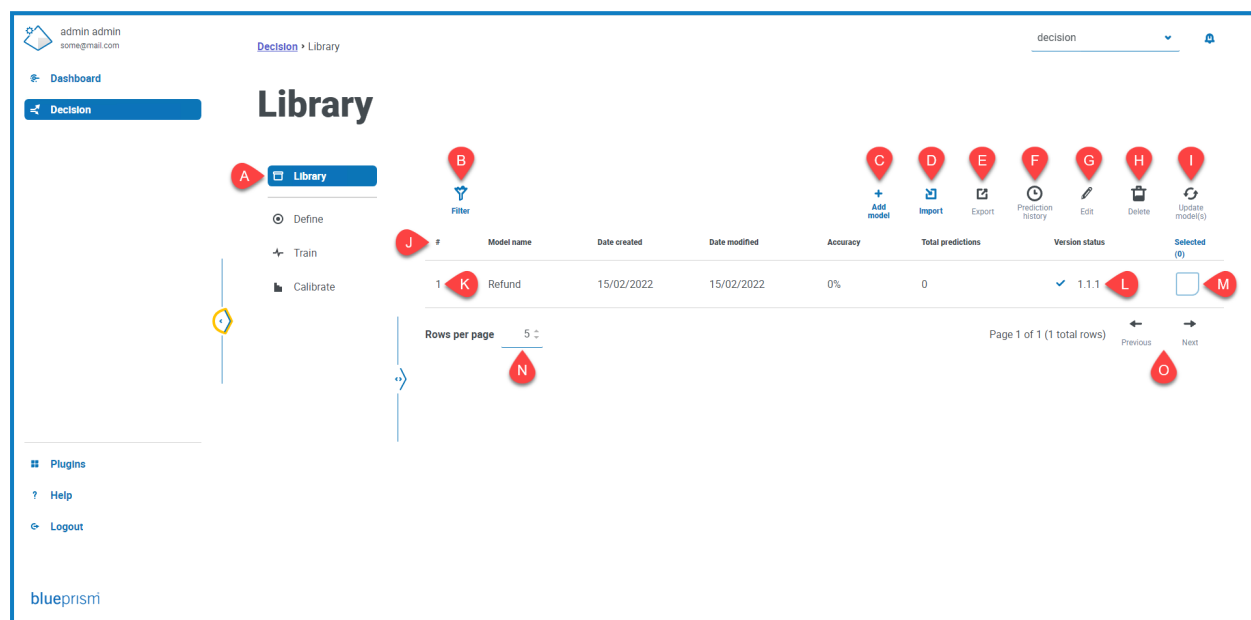 admin admin
some@mail.com
Decision • Library
decision
Dashboard
Decision
Library
A
Library
Define
Train
Calibrate
B
C
D
E
F
G
H
I
Filter
+
Add
model
Import
Export
Prediction
history
Edit
Delete
Update
model(s)
J
# Model name Date created Date modified Accuracy Total predictions Version status Selected
(0)
1 K Refund 15/02/2022 15/02/2022 0% 0 1.1.1 L M
Rows per page 5 Page 1 of 1 (1 total rows) Previous Next
N
O
Plugins
? Help
Logout
blueprism